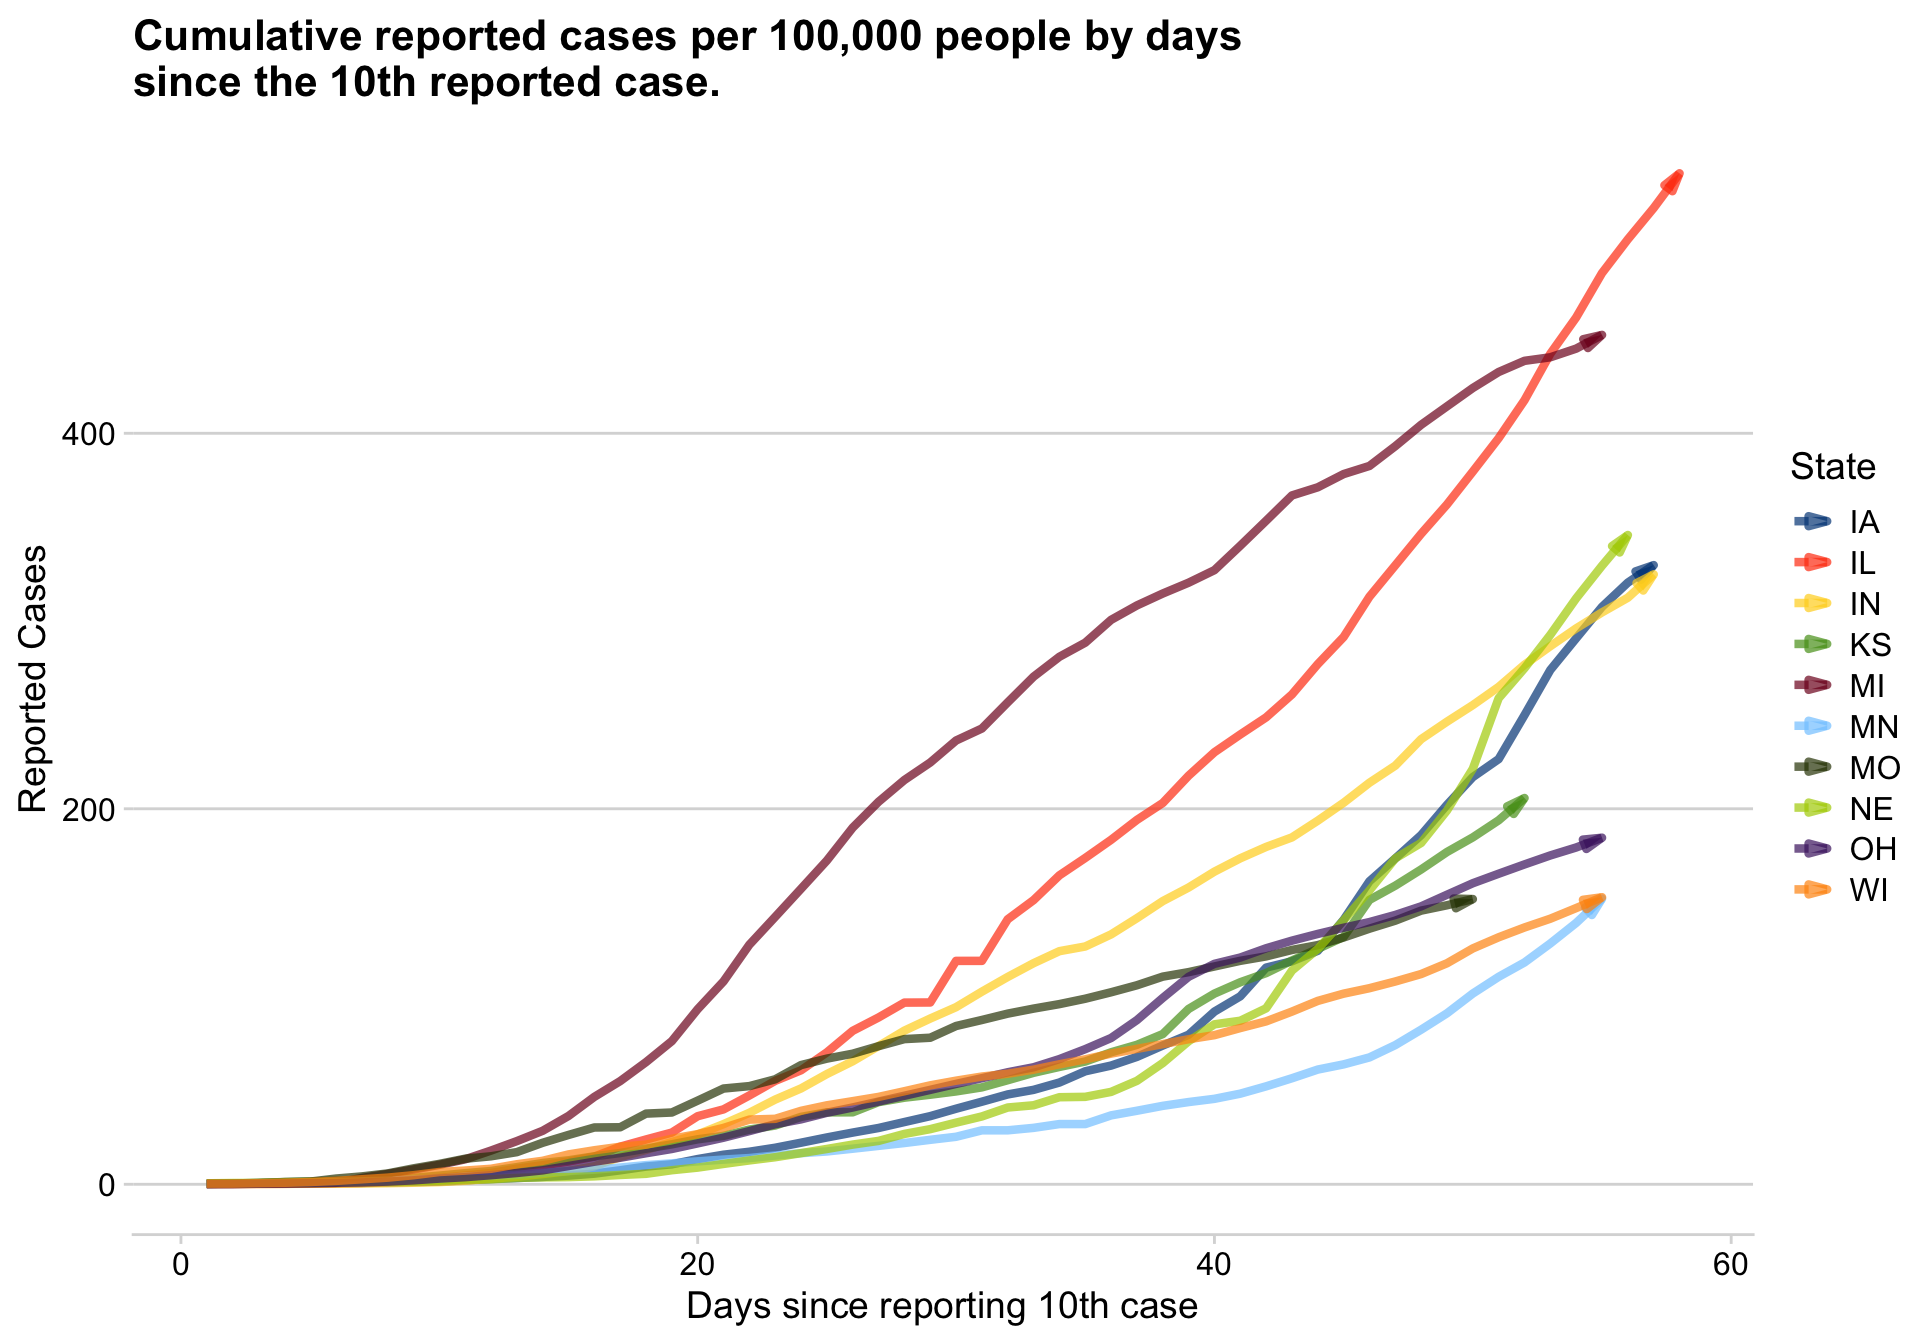 Cumulative reported cases per 100,000 people by days
since the 10th reported case.
Reported Cases
400
200
0
0
20
40
60
Days since reporting 10th case
State
IA
IL
IN
KS
MI
MN
MO
NE
OH
WI